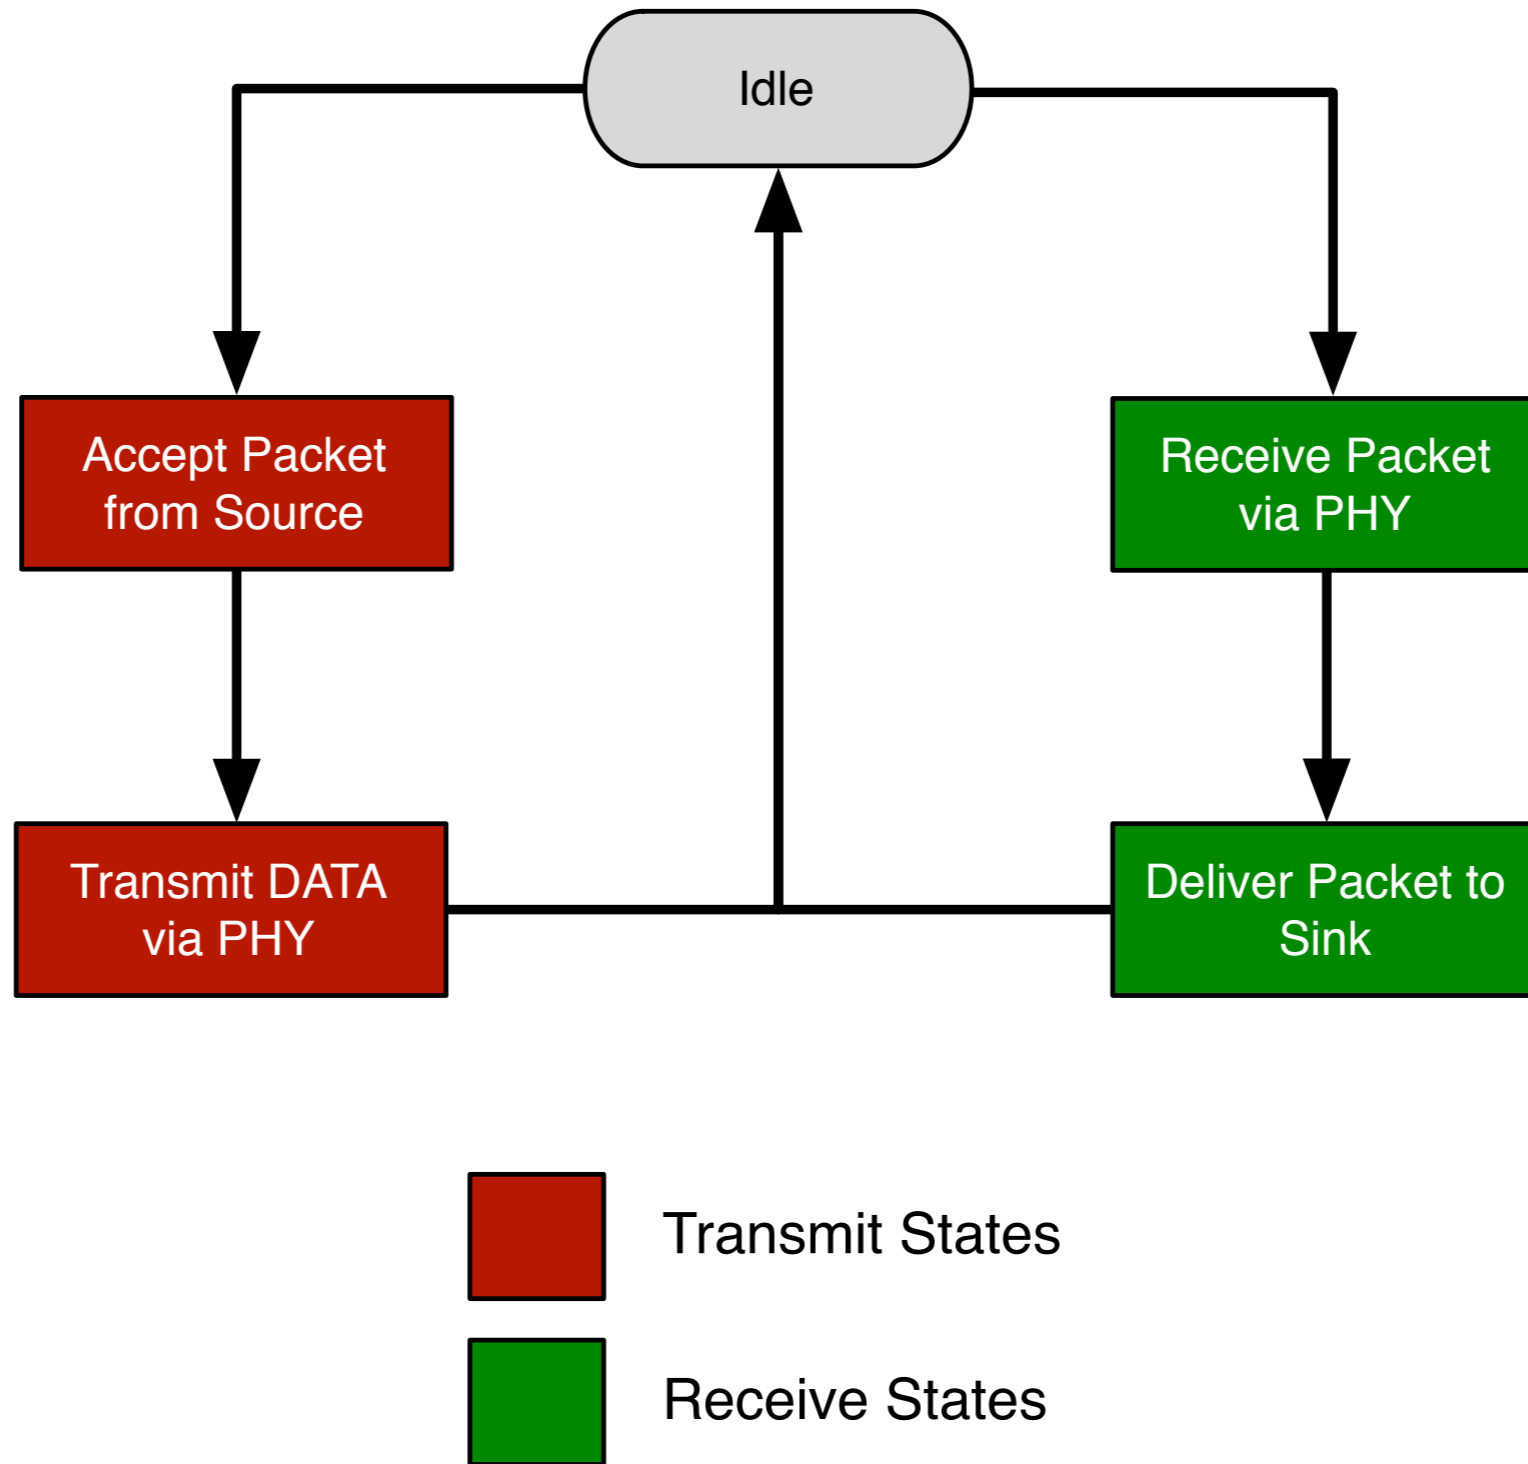 Idle
Accept Packet
from Source
Receive Packet
via PHY
Transmit DATA
via PHY
Deliver Packet to
Sink
Transmit States
Receive States